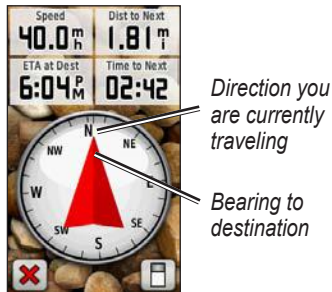 Speed
Dist to Next
40.0 mh
1.81 mi
ETA at Dest
Time to Next
6:04 PM
02:42
N
NW
NE
W
E
SW
SE
S
Direction you
are currently
traveling
Bearing to
destination